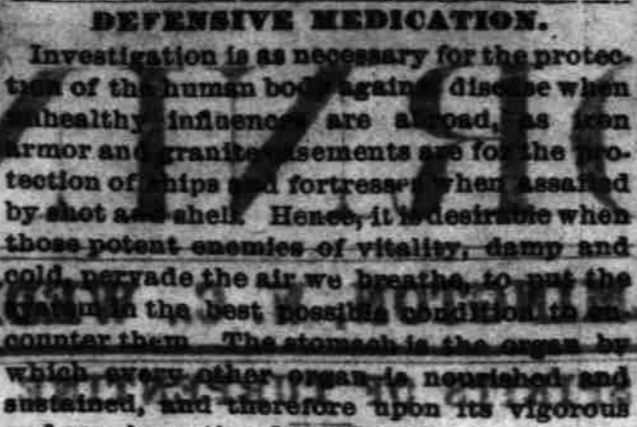 DEFENSIVE MEDICATION.
Investigation is as necessary for the protec-
tion of the human body against disease when
unhealthy influences are abroad, as iron
armor and granite casements are for the pro-
tection of ships and fortresses when assailed
by shot and shell. Hence, it is desirable when
those potent enemies of vitality, damp and
cold, pervade the air we breathe, to put the
system in the best possible condition to en-
counter them. The stomach is the organ by
which every other organ is nourished and
sustained, and therefore upon its vigorous